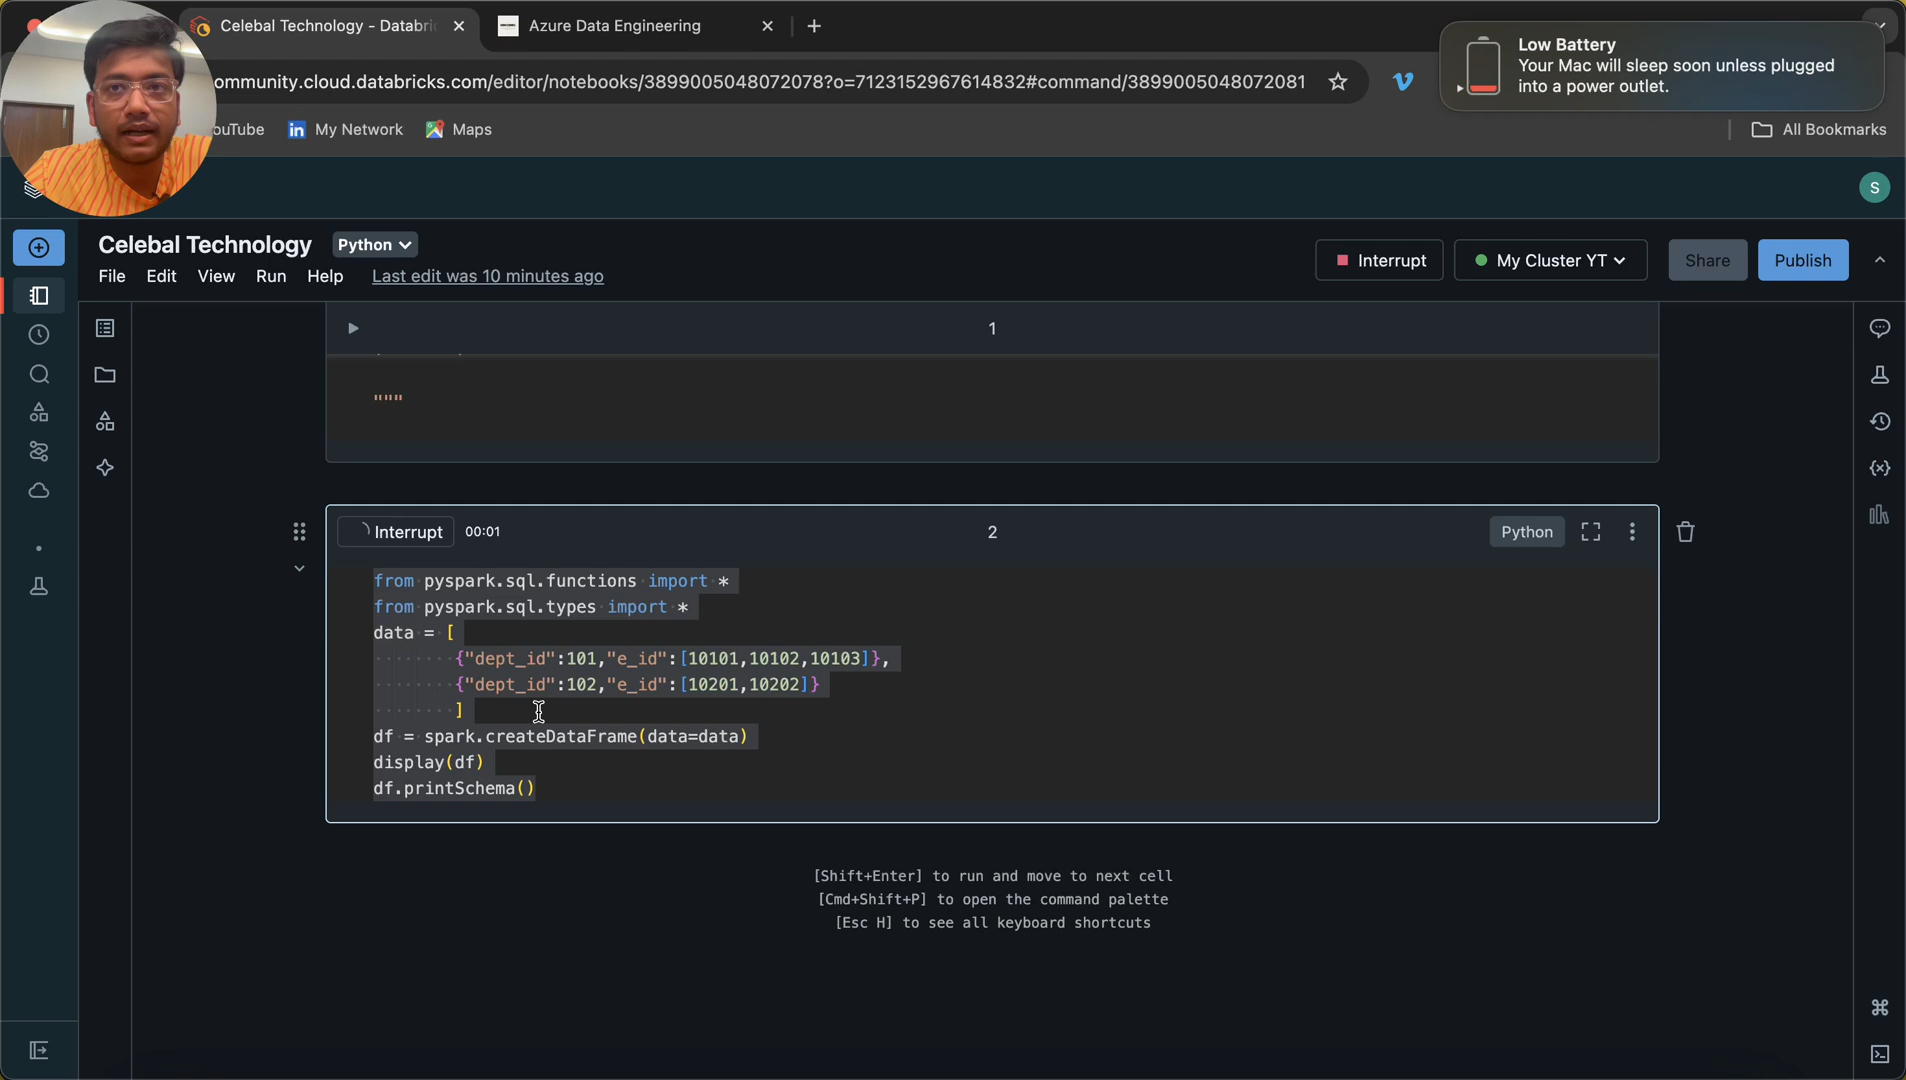 Celebal Technology - Databri
Azure Data Engineering
Low Battery
Your Mac will sleep soon unless plugged
into a power outlet.
ommunity.cloud.databricks.com/editor/notebooks/3899005048072078?o=7123152967614832#command/3899005048072081
ouTube
in My Network
Maps
All Bookmarks
S
Celebal Technology
Python
File Edit View Run Help Last edit was 10 minutes ago
Interrupt
My Cluster YT
Share
Publish
1
"""
Interrupt 00:01
2
Python
from pyspark.sql.functions import *
from pyspark.sql.types import *
data = [
{"dept_id":101,"e_id":[10101,10102,10103]},
{"dept_id":102,"e_id":[10201,10202]}
]
df = spark.createDataFrame(data=data)
display(df)
df.printSchema()
[Shift+Enter] to run and move to next cell
[Cmd+Shift+P] to open the command palette
[Esc H] to see all keyboard shortcuts